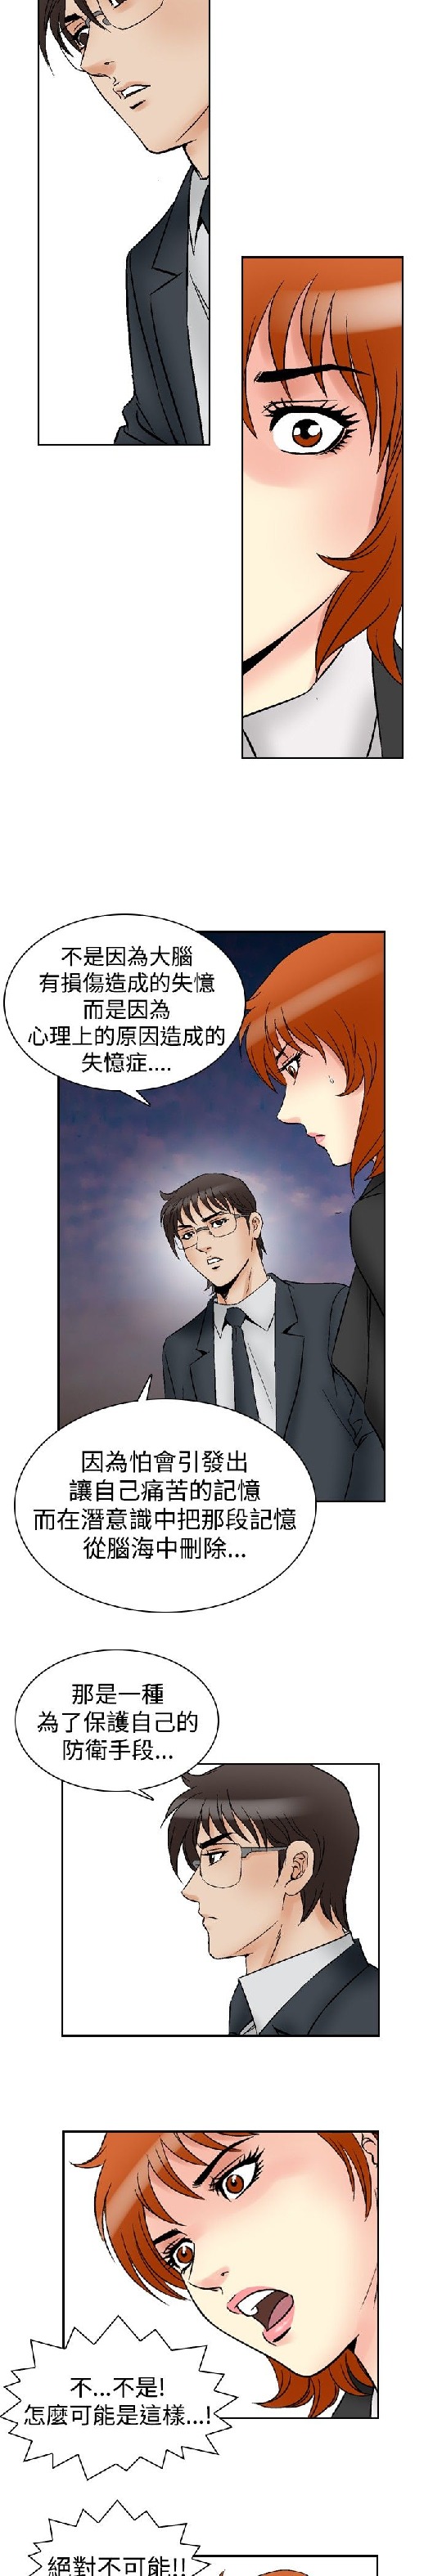 不是因為大腦
有損傷造成的失憶
而是因為
心理上的原因造成的
失憶症....
因為怕會引發出
讓自己痛苦的記憶
而在潛意識中把那段記憶
從腦海中刪除...
那是一種
為了保護自己的
防衛手段...
不...不是!
怎麼可能是這樣...!
絕對不可能!!